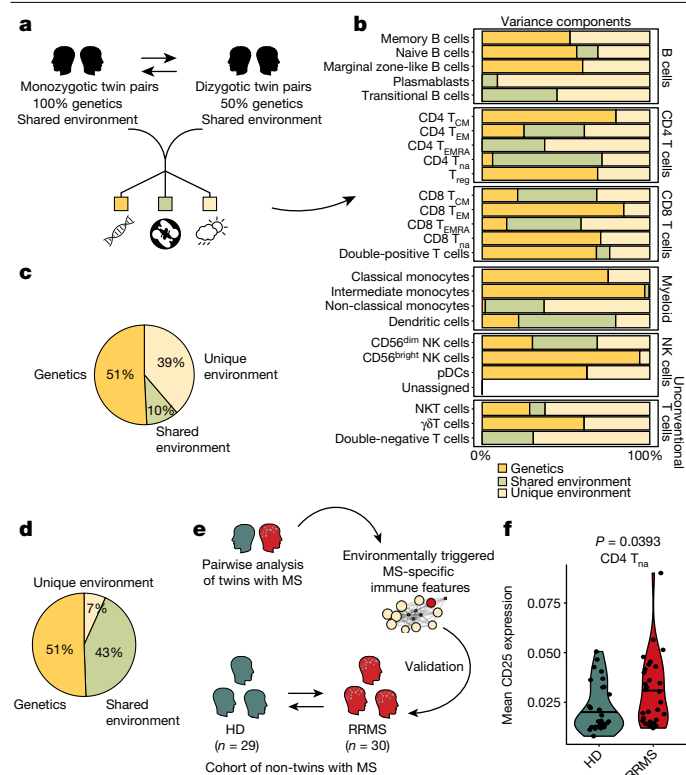 a
Monozygotic twin pairs
100% genetics
Shared environment
Dizygotic twin pairs
50% genetics
Shared environment
b
Variance components
Memory B cells
Naive B cells
Marginal zone-like B cells
Plasmablasts
Transitional B cells
B cells
CD4 TCM
CD4 TEM
CD4 TEMRA
CD4 Tna
Treg
CD4 T cells
CD8 TCM
CD8 TEM
CD8 TEMRA
CD8 Tna
Double-positive T cells
CD8 T cells
Classical monocytes
Intermediate monocytes
Non-classical monocytes
Dendritic cells
Myeloid
CD56dim NK cells
CD56bright NK cells
pDCs
Unassigned
NK cells
NKT cells
γδT cells
Double-negative T cells
Unconventional
T cells
0%
100%
Genetics
Shared environment
Unique environment
c
Genetics
51%
39%
Unique
environment
10%
Shared
environment
d
Unique environment
7%
51%
43%
Genetics
Shared
environment
e
Pairwise analysis
of twins with MS
Environmentally triggered
MS-specific
immune features
Validation
HD
(n = 29)
RRMS
(n = 30)
Cohort of non-twins with MS
f
P = 0.0393
CD4 Tna
Mean CD25 expression
0.075
0.050
0.025
HD
RRMS